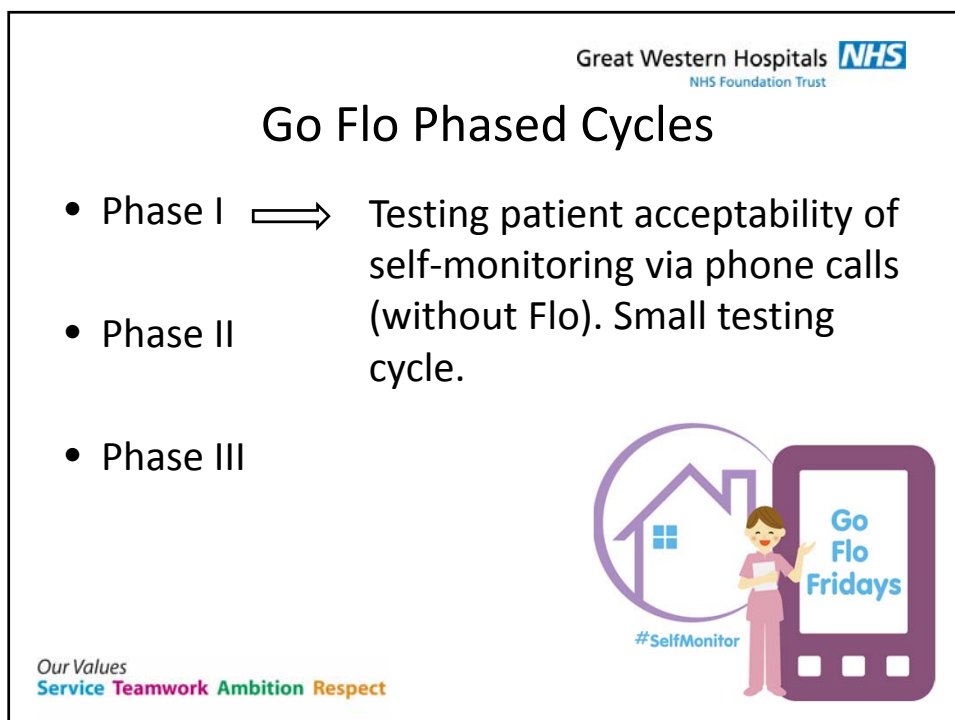 Great Western Hospitals NHS
NHS Foundation Trust
Go Flo Phased Cycles
• Phase I
Testing patient acceptability of
self-monitoring via phone calls
(without Flo). Small testing
cycle.
• Phase II
• Phase III
Go
Flo
Fridays
#SelfMonitor
Our Values
Service Teamwork Ambition Respect